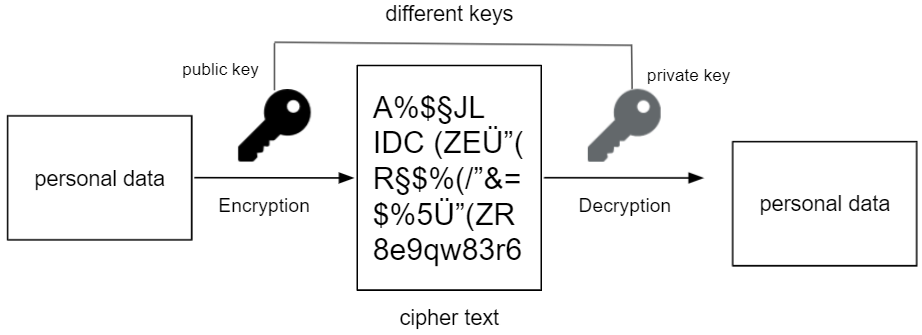 different keys
public key
private key
personal data
Encryption
A%$§JL
IDC (ZEÜ”(
R§$%(/”&=
$%5Ü”(ZR
8e9qw83r6
Decryption
personal data
cipher text